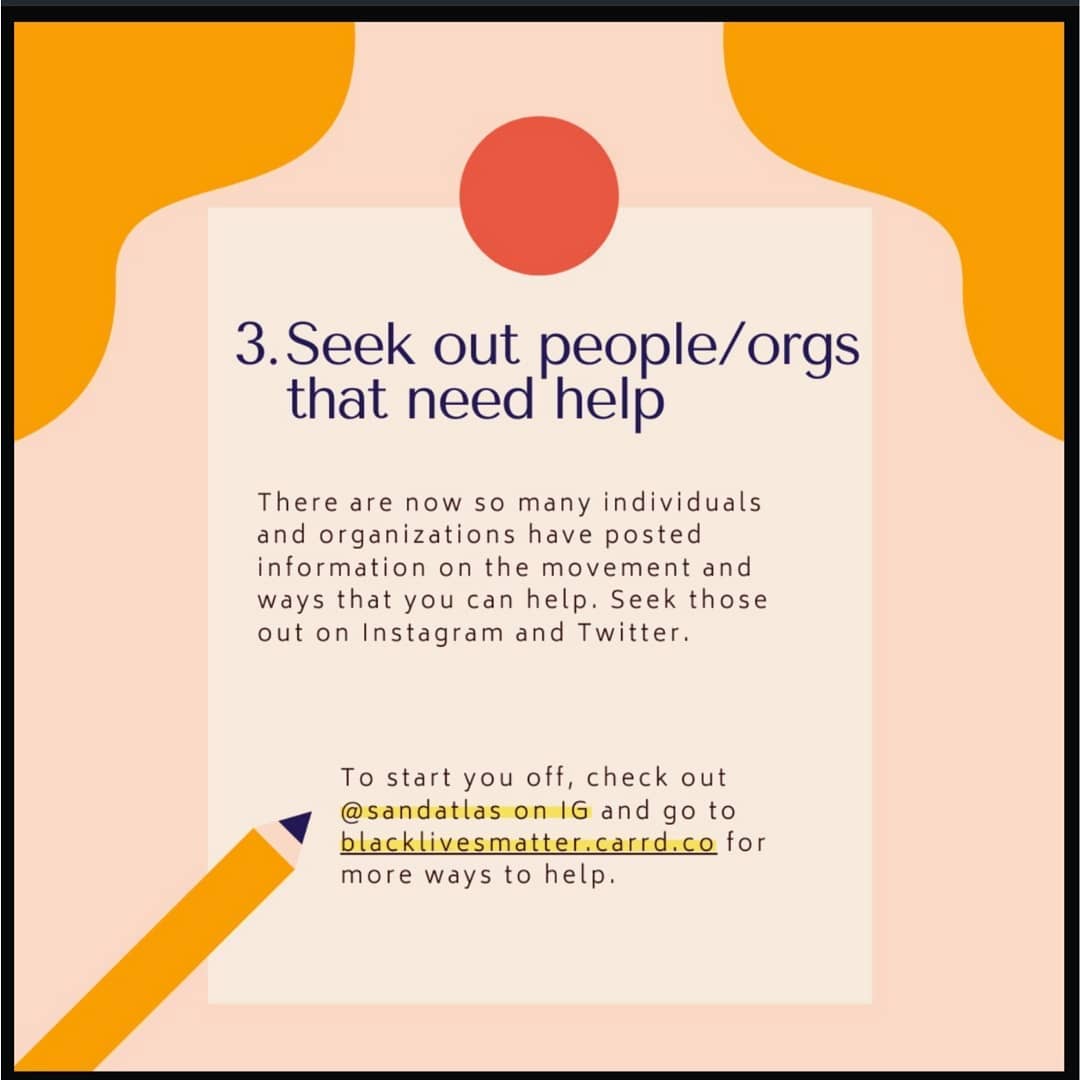 3. Seek out people/orgs
that need help
There are now so many individuals
and organizations have posted
information on the movement and
ways that you can help. Seek those
out on Instagram and Twitter.
To start you off, check out
@sandatlas on IG and go to
blacklivesmatter.carrd.co for
more ways to help.